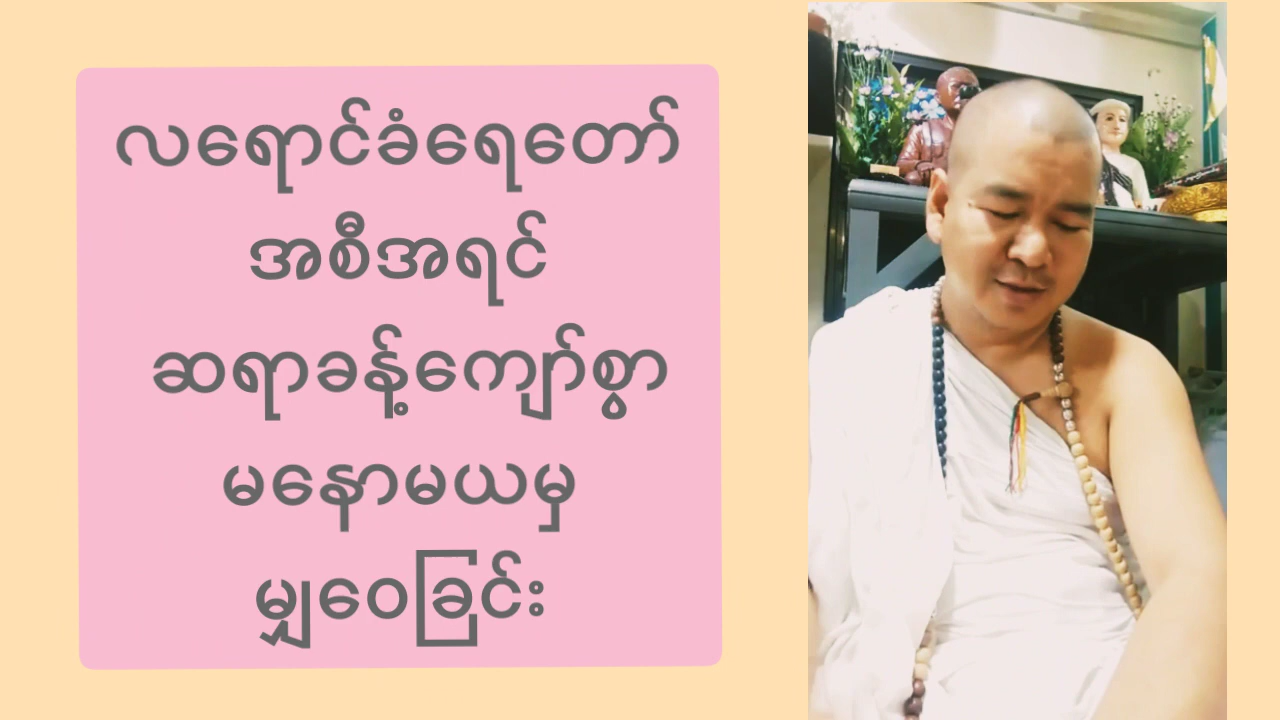 လရောင်ခံရေတော်
အစီအရင်
ဆရာခန့်ကျော်စွာ
မနောမယမှ
မျှဝေခြင်း